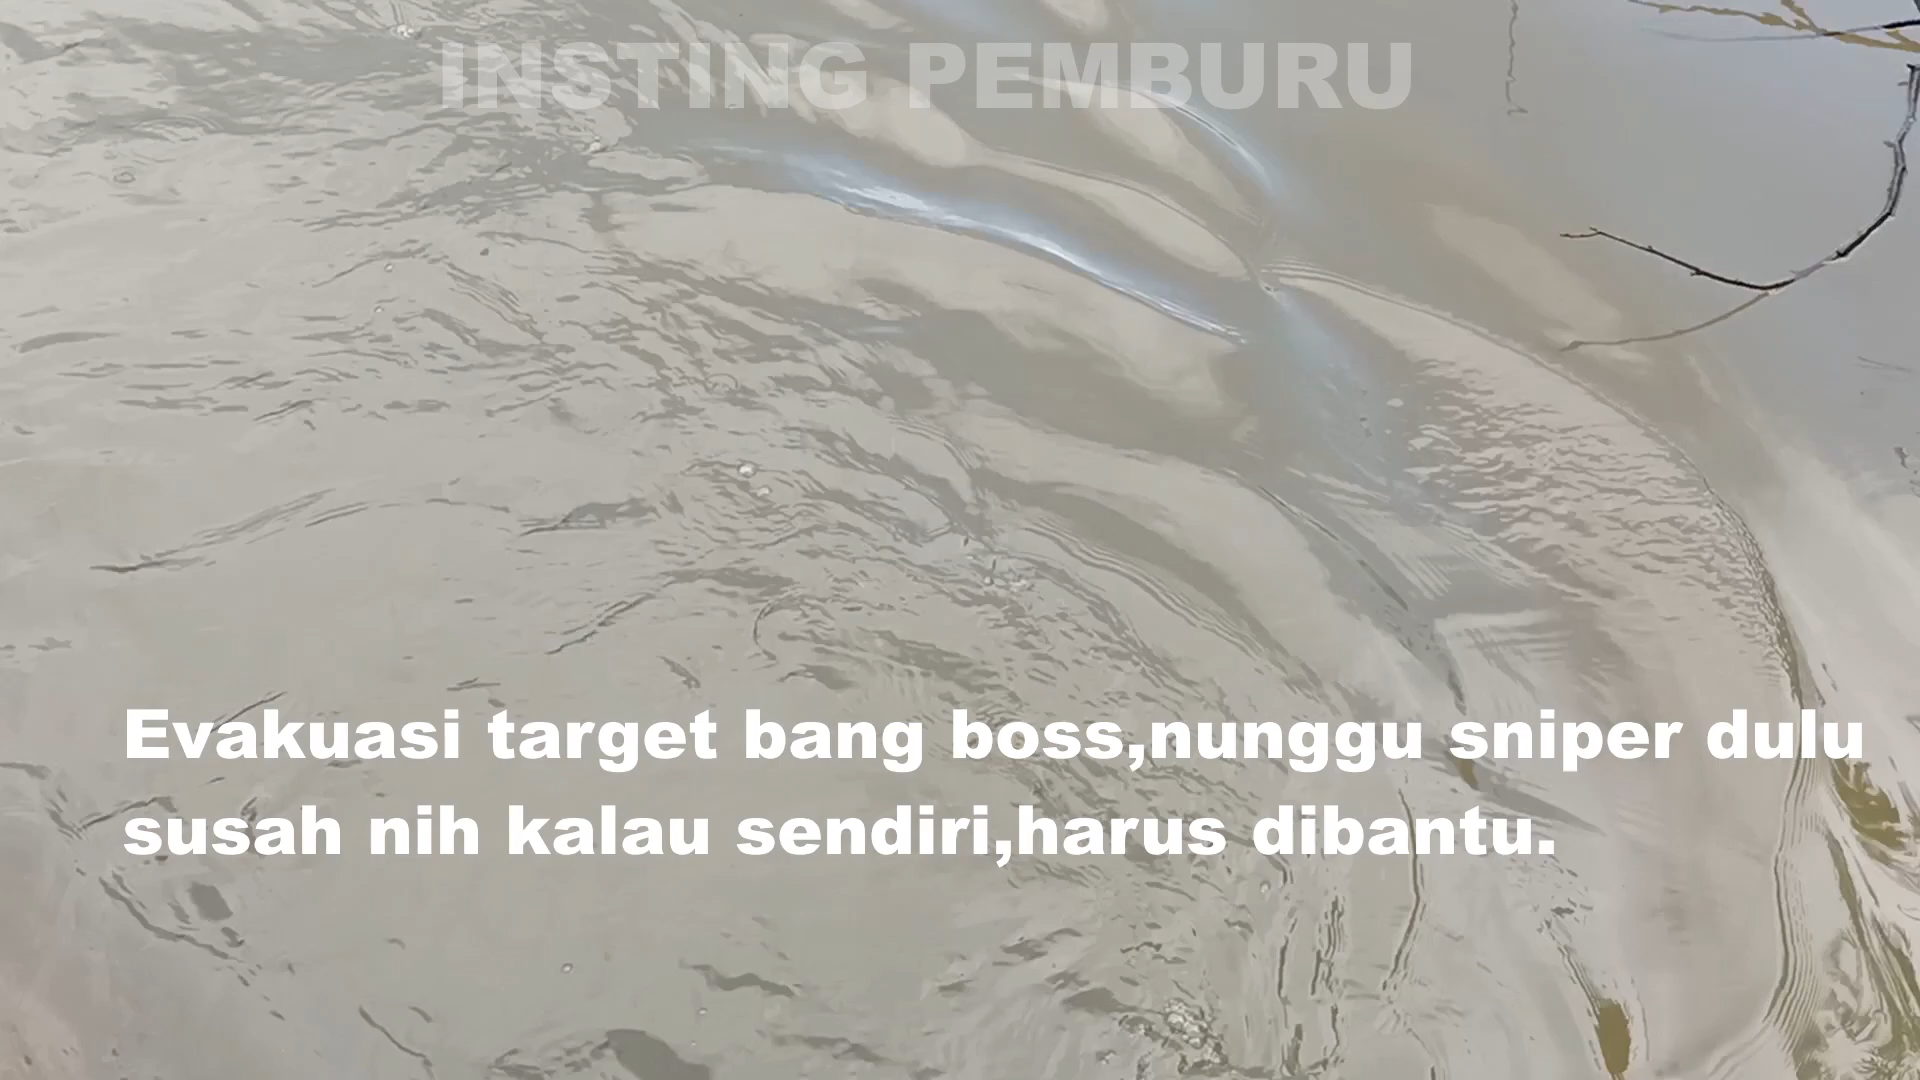 INSTING PEMBURU
Evakuasi target bang boss,nunggu sniper dulu
susah nih kalau sendiri,harus dibantu.